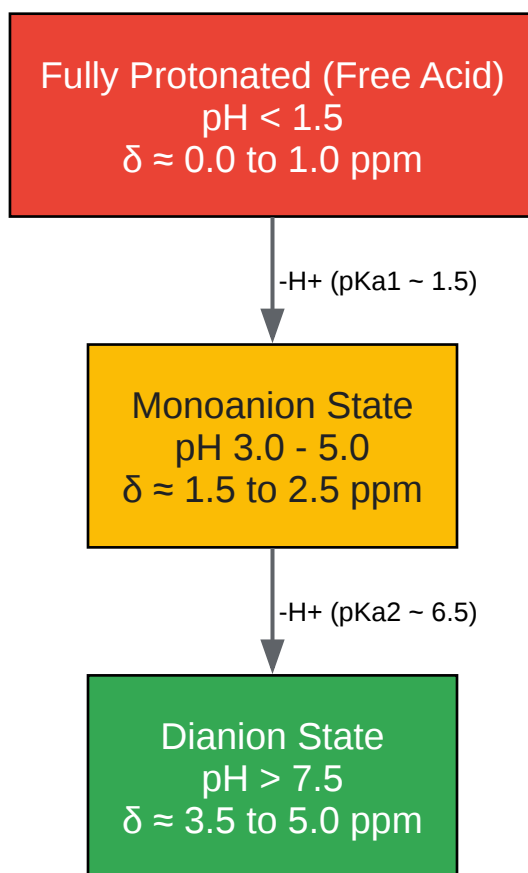 Fully Protonated (Free Acid)
pH < 1.5
δ ≈ 0.0 to 1.0 ppm
-H+ (pKa1 ~ 1.5)
Monoanion State
pH 3.0 - 5.0
δ ≈ 1.5 to 2.5 ppm
-H+ (pKa2 ~ 6.5)
Dianion State
pH > 7.5
δ ≈ 3.5 to 5.0 ppm